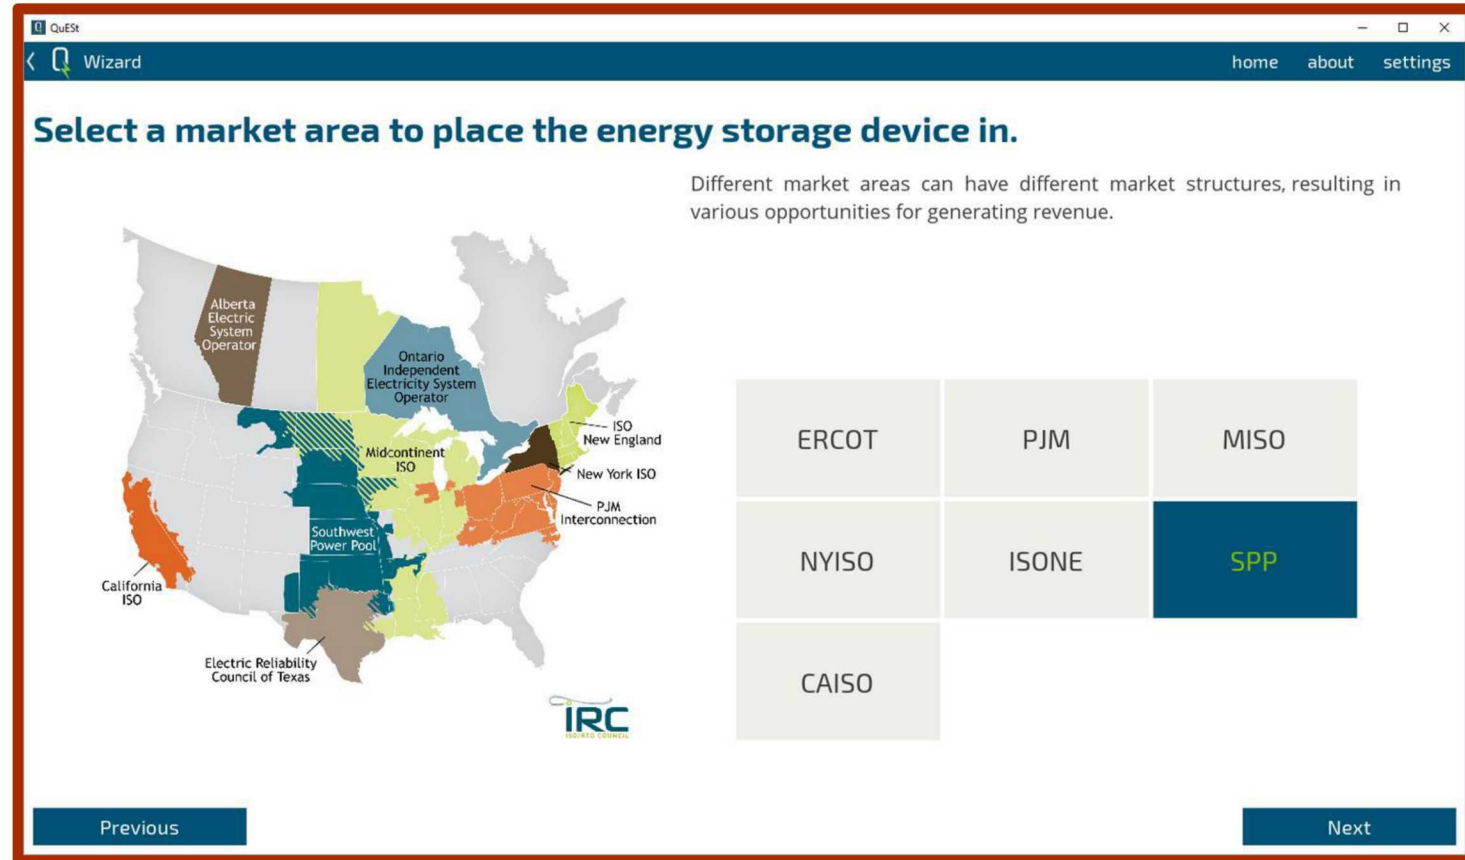 QuESt
Wizard
home about settings
Select a market area to place the energy storage device in.
Different market areas can have different market structures, resulting in
various opportunities for generating revenue.
Alberta
Electric
System
Operator
Ontario
Independent
Electricity System
Operator
ISO
New England
Midcontinent
ISO
New York ISO
PJM
Interconnection
Southwest
Power Pool
California
ISO
Electric Reliability
Council of Texas
IRC
ISO/RTO COUNCIL
ERCOT PJM MISO
NYISO ISONE SPP
CAISO
Previous
Next